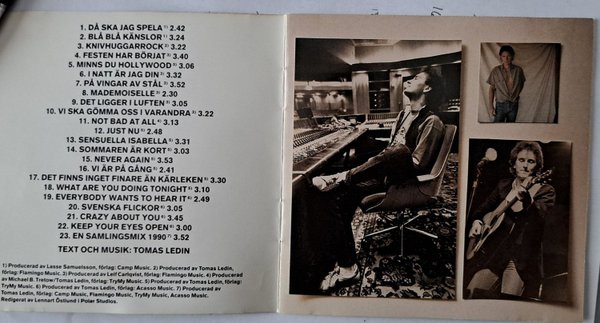 1. DÅ SKA JAG SPELA 1) 2.42
2. BLÅ BLÅ KÄNSLOR 1) 3.24
3. KNIVHUGGARROCK 2) 3.22
4. FESTEN HAR BÖRJAT 2) 3.40
5. MINNS DU HOLLYWOOD 3) 3.06
6. I NATT ÄR JAG DIN 3) 3.32
7. PÅ VINGAR AV STÅL 2) 3.52
8. MADEMOISELLE 2) 2.30
9. DET LIGGER I LUFTEN 5) 3.05
10. VI SKA GÖMMA OSS I VARANDRA 3) 3.22
11. NOT BAD AT ALL 4) 3.13
12. JUST NU 5) 2.48
13. SENSUELLA ISABELLA 5) 3.31
14. SOMMAREN ÄR KORT 5) 3.03
15. NEVER AGAIN 5) 3.53
16. VI ÄR PÅ GÅNG 5) 2.41
17. DET FINNS INGET FINARE ÄN KÄRLEKEN 5) 3.30
18. WHAT ARE YOU DOING TONIGHT 5) 3.10
19. EVERYBODY WANTS TO HEAR IT 6) 2.49
20. SVENSKA FLICKOR 5) 3.05
21. CRAZY ABOUT YOU 6) 3.45
22. KEEP YOUR EYES OPEN 6) 3.00
23. EN SAMLINGSMIX 1990 7) 3.52
TEXT OCH MUSIK: TOMAS LEDIN
1) Producerad av Lasse Samuelsson, förlag: Camp Music. 2) Producerad av Tomas Ledin,
förlag: Flamingo Music. 3) Producerad av Leif Carlquist, förlag: Flamingo Music. 4) Producerad
av Michael B. Tretow/Tomas Ledin, förlag: TryMy Music. 5) Producerad av Tomas Ledin, förlag:
TryMy Music. 6) Producerad av Tomas Ledin, förlag: Acasso Music. 7) Producerad av Tomas
Ledin, förlag: Camp Music, Flamingo Music, TryMy Music, Acasso Music.
Redigerat av Lennart Östlund i Polar Studios.